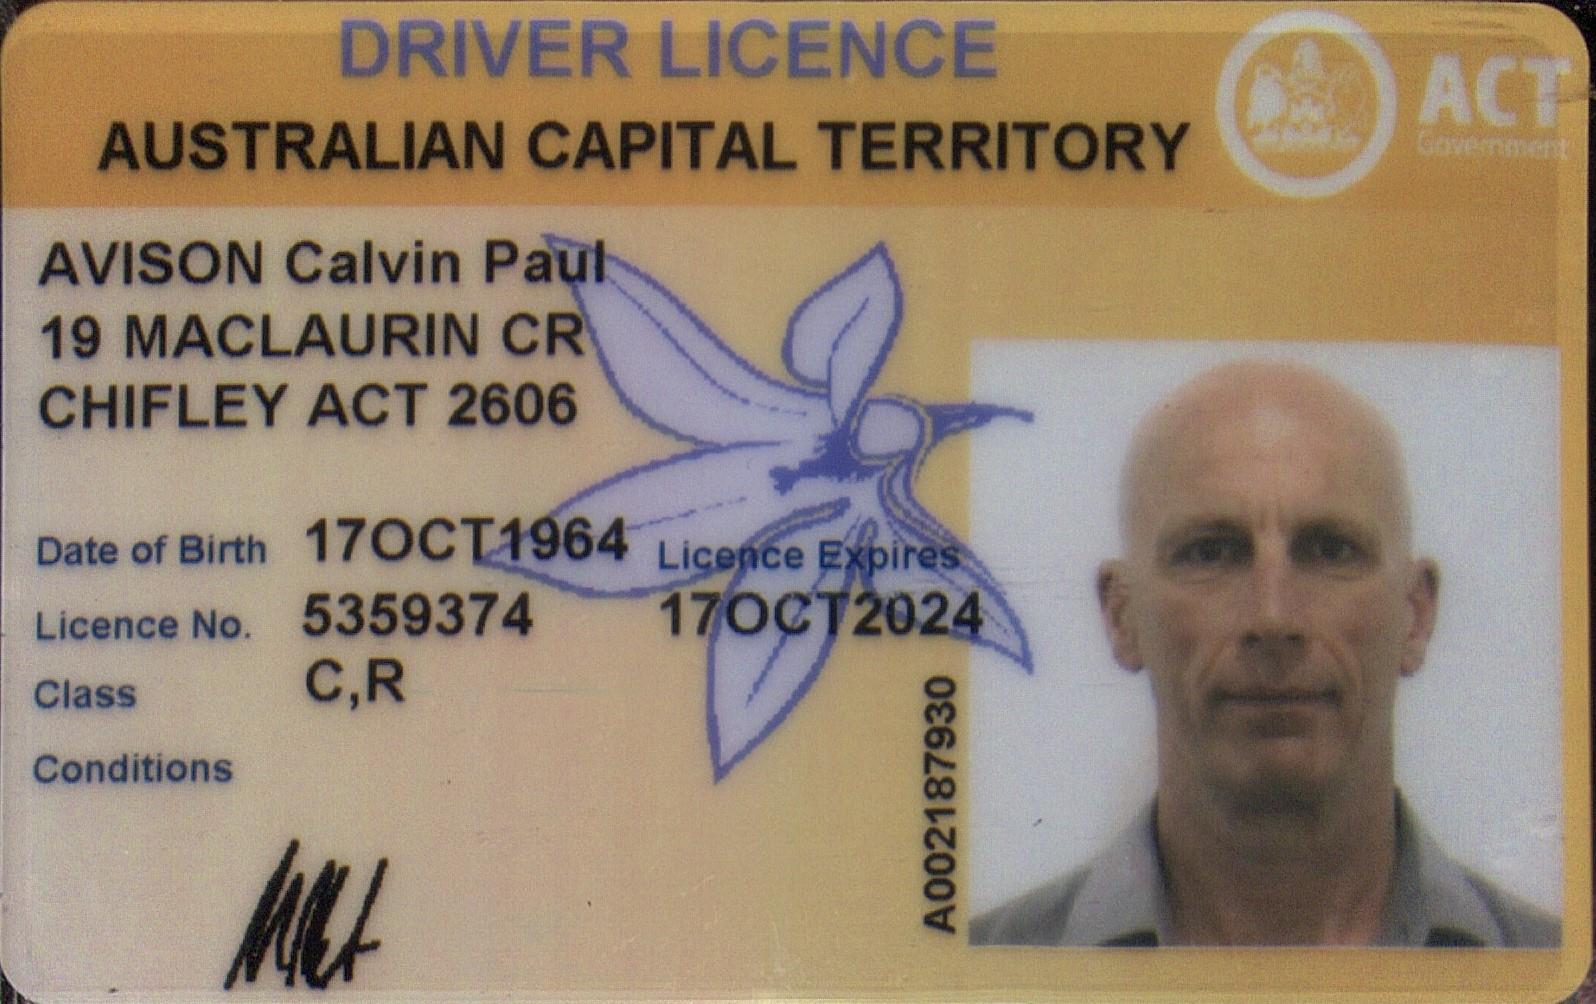 DRIVER LICENCE
AUSTRALIAN CAPITAL TERRITORY
ACT
Government
AVISON Calvin Paul
19 MACLAURIN CR
CHIFLEY ACT 2606
Date of Birth 17OCT1964
Licence Expires
Licence No. 5359374
17OCT2024
Class C,R
Conditions
A002187930